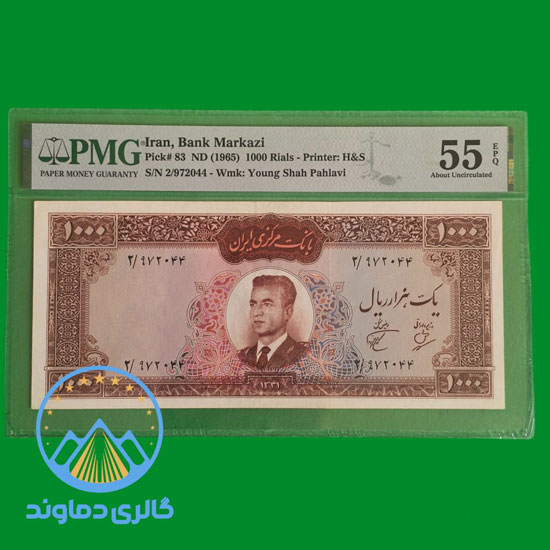 PMG
PAPER MONEY GUARANTY
Iran, Bank Markazi
Pick# 83 ND (1965) 1000 Rials - Printer: H&S
S/N 2/972044 - Wmk: Young Shah Pahlavi
55
EPQ
About Uncirculated
۱۰۰۰
بانک مرکزی ایران
۱۰۰۰
۲/۹۷۲۰۴۴
۲/۹۷۲۰۴۴
یک هزار ریال
۲/۹۷۲۰۴۴
۲/۹۷۲۰۴۴
۱۰۰۰
گالری دماوند